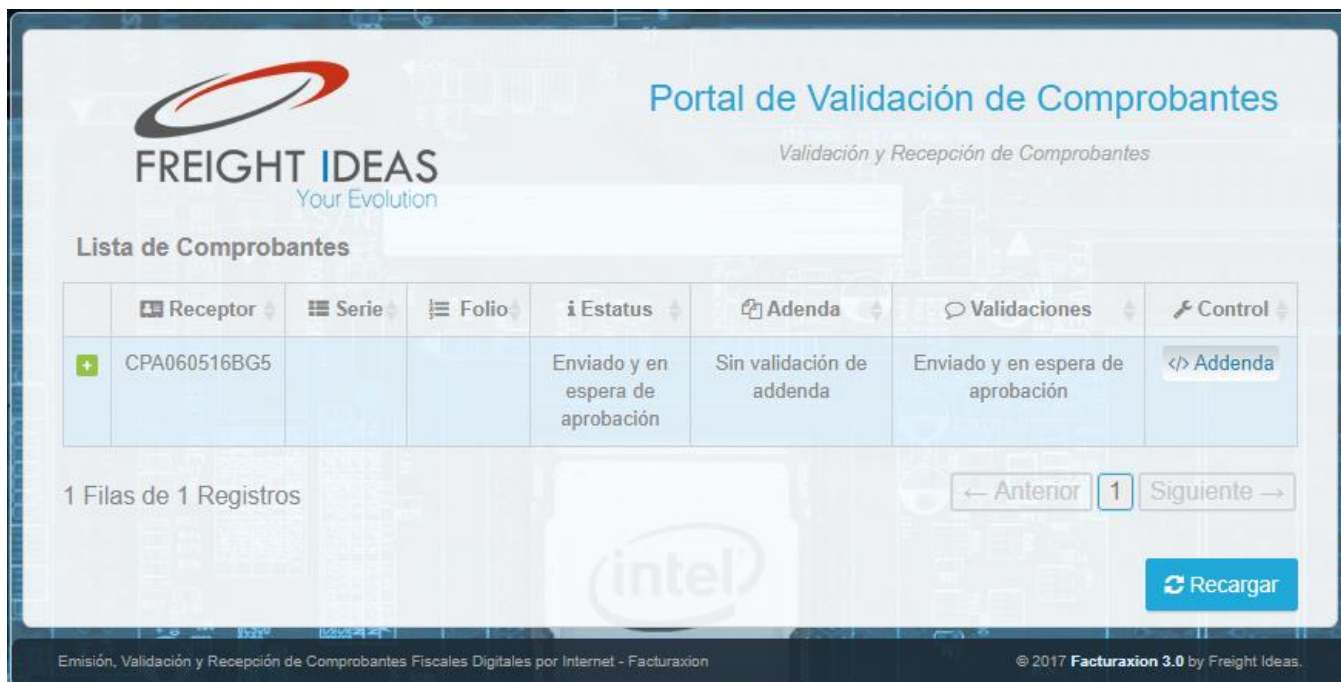 FREIGHT IDEAS
Your Evolution
Portal de Validación de Comprobantes
Validación y Recepción de Comprobantes
Lista de Comprobantes
Receptor Serie Folio Estatus Adenda Validaciones Control
CPA060516BG5 Enviado y en Sin validación de Enviado y en espera de </> Addenda
espera de addenda aprobación
aprobación
1 Filas de 1 Registros
← Anterior 1 Siguiente →
intel
Recargar
Emisión, Validación y Recepción de Comprobantes Fiscales Digitales por Internet - Facturaxion
© 2017 Facturaxion 3.0 by Freight Ideas.